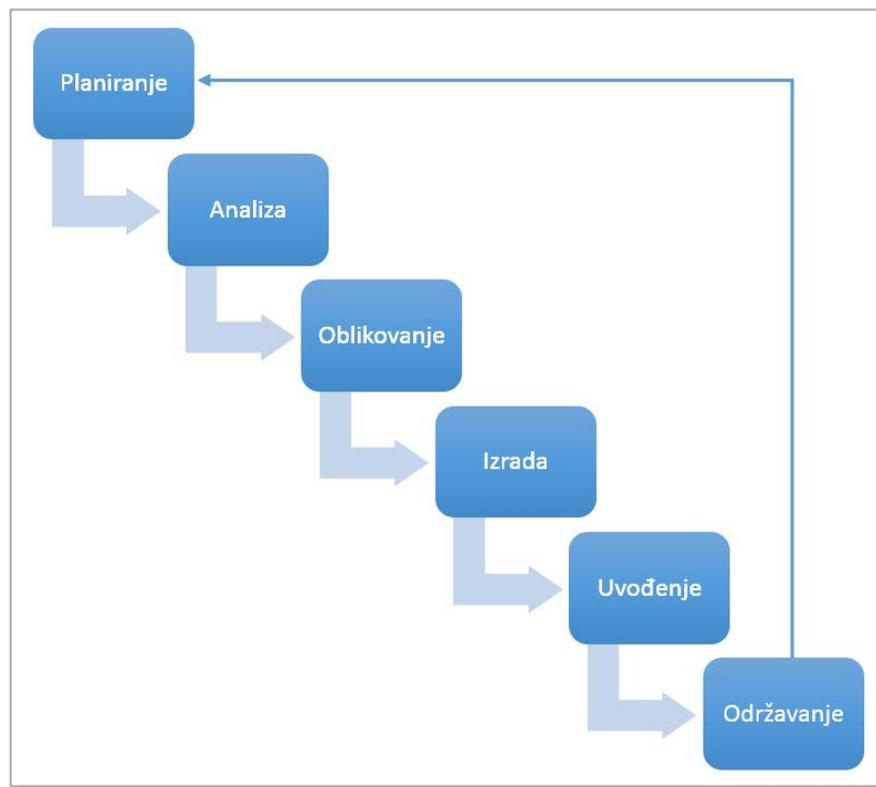 Planiranje
Analiza
Oblikovanje
Izrada
Uvođenje
Održavanje